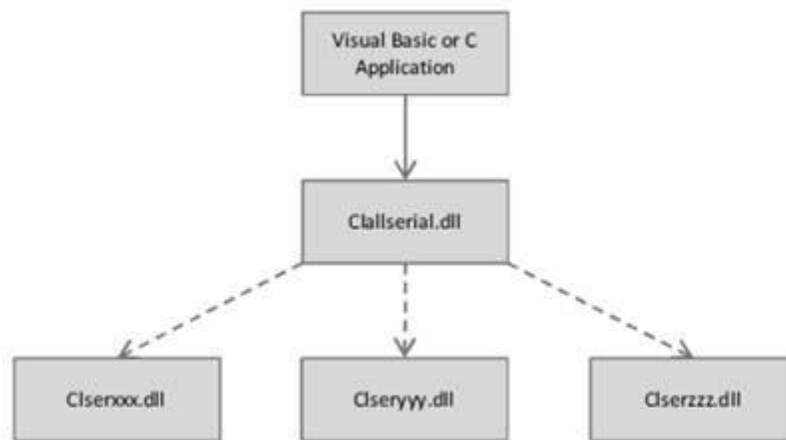 Visual Basic or C
Application
Clallserial.dll
Clserxxx.dll
Clseryyy.dll
Clserzzz.dll